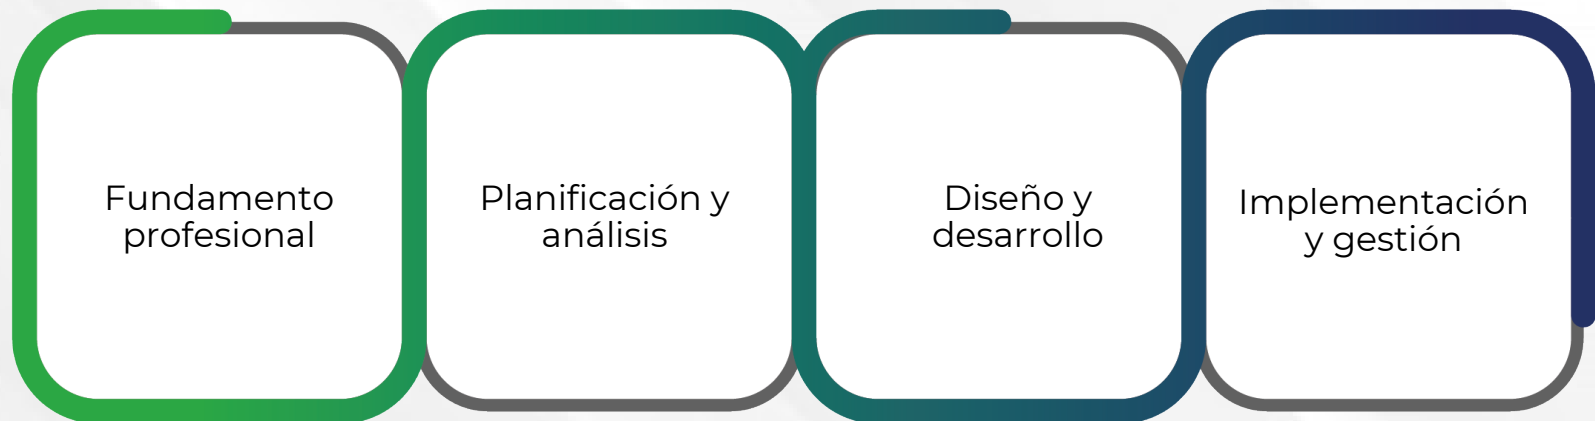 Fundamento
profesional
Planificación y
análisis
Diseño y
desarrollo
Implementación
y gestión